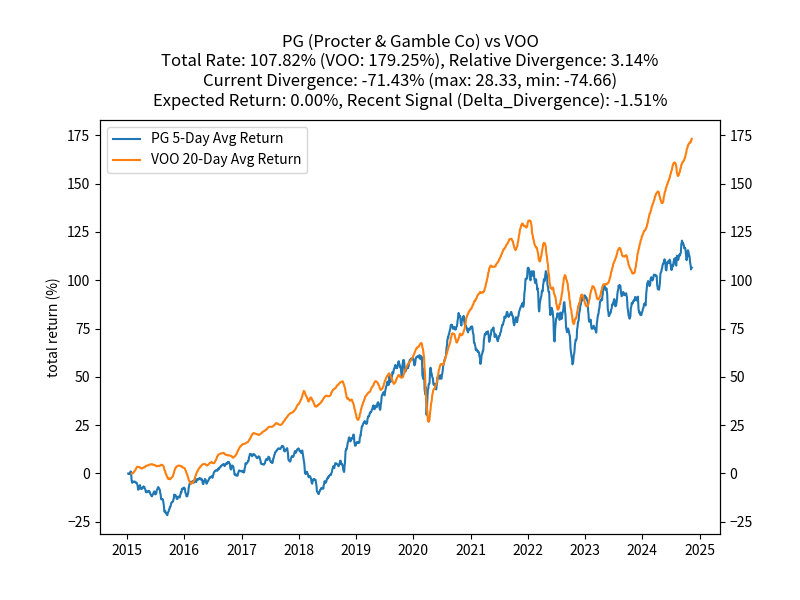 PG (Procter & Gamble Co) vs VOO
Total Rate: 107.82% (VOO: 179.25%), Relative Divergence: 3.14%
Current Divergence: -71.43% (max: 28.33, min: -74.66)
Expected Return: 0.00%, Recent Signal (Delta_Divergence): -1.51%
PG 5-Day Avg Return
VOO 20-Day Avg Return
total return (%)
175 175
150 150
125 125
100 100
75 75
50 50
25 25
0 0
−25 −25
2015 2016 2017 2018 2019 2020 2021 2022 2023 2024 2025